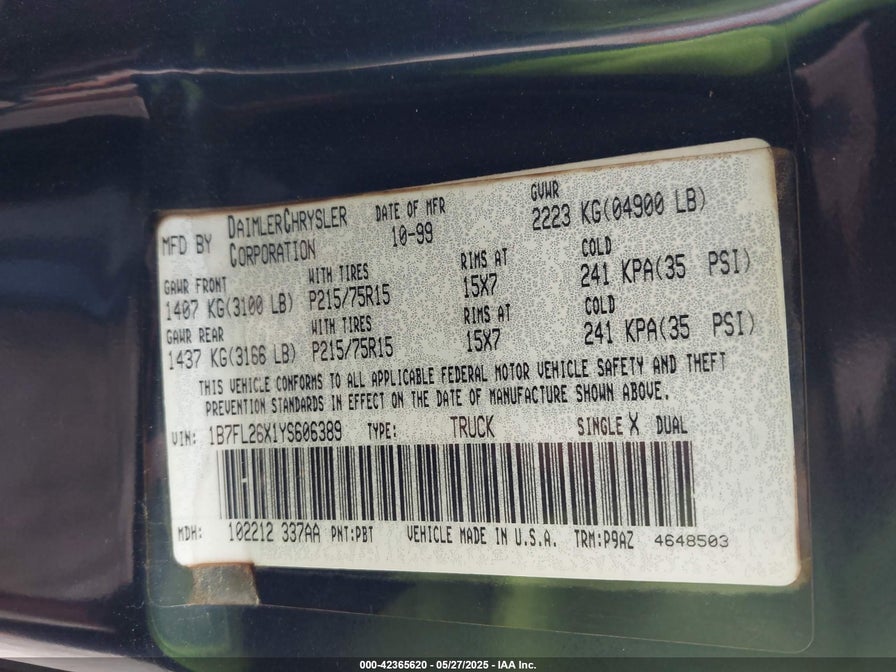 MFD BY DAIMLERCHRYSLER CORPORATION DATE OF MFR 10-99 GVWR 2223 KG(04900 LB)
GAWR FRONT WITH TIRES RIMS AT COLD
1407 KG(3100 LB) P215/75R15 15X7 241 KPA(35 PSI)
GAWR REAR WITH TIRES RIMS AT COLD
1437 KG(3166 LB) P215/75R15 15X7 241 KPA(35 PSI)
THIS VEHICLE CONFORMS TO ALL APPLICABLE FEDERAL MOTOR VEHICLE SAFETY AND THEFT
PREVENTION STANDARDS IN EFFECT ON THE DATE OF MANUFACTURE SHOWN ABOVE.
VIN: 1B7FL26X1YS606389 TYPE: TRUCK SINGLE X DUAL
MDH: 102212 337AA PNT:PBT VEHICLE MADE IN U.S.A. TRM:P9AZ 4648503
000-42365620 - 05/27/2025 - IAA Inc.